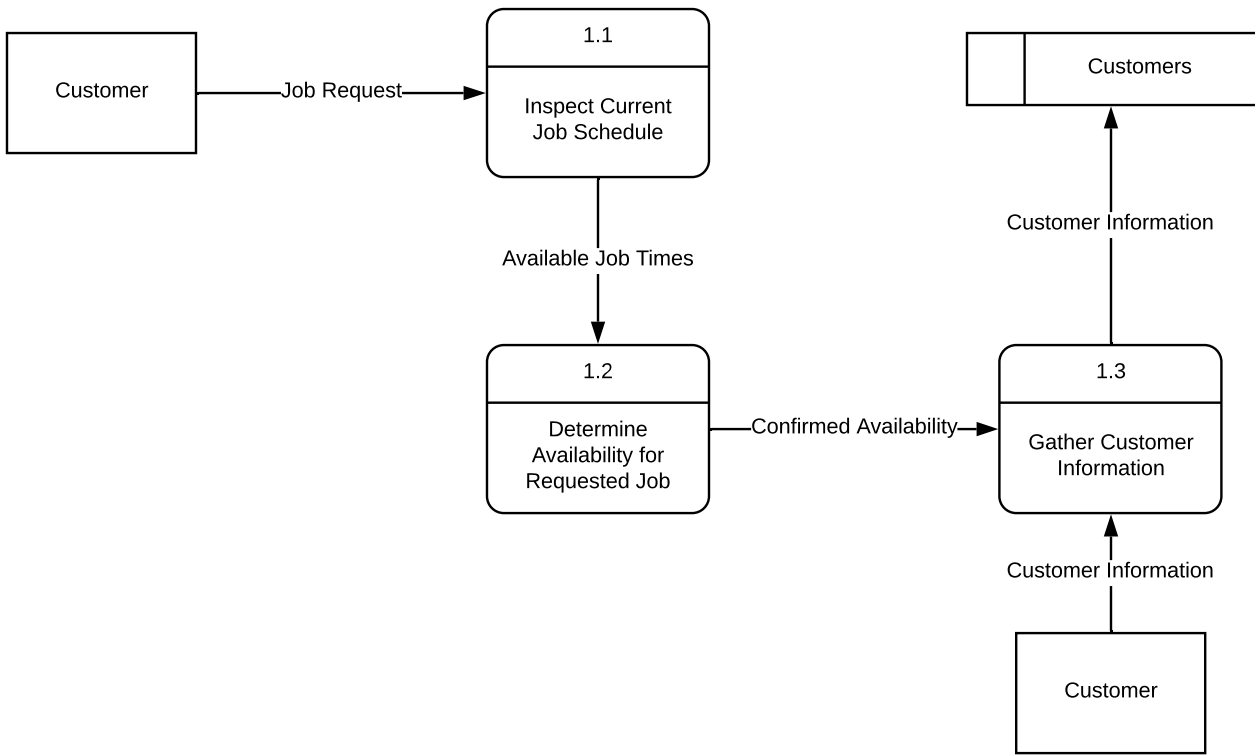 Customer
Job Request
1.1
Inspect Current
Job Schedule
Customers
Customer Information
Available Job Times
1.2
Determine
Availability for
Requested Job
Confirmed Availability
1.3
Gather Customer
Information
Customer Information
Customer